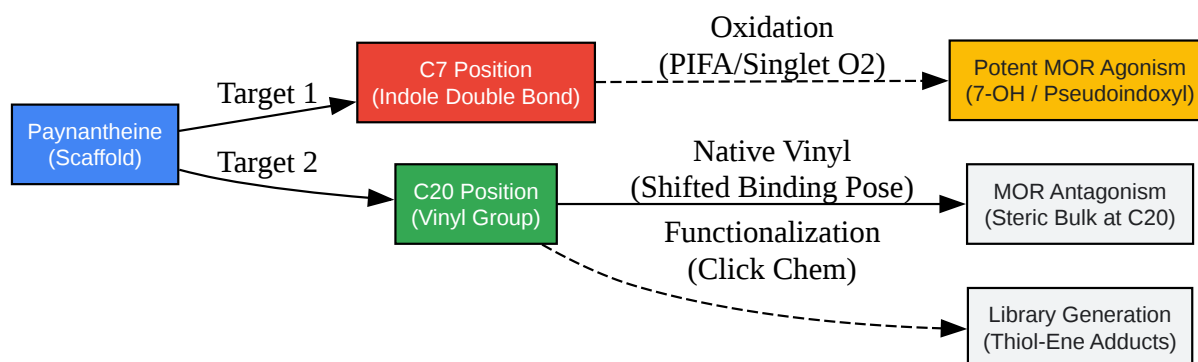 Paynantheine
(Scaffold)
Target 1
Target 2
C7 Position
(Indole Double Bond)
C20 Position
(Vinyl Group)
Oxidation
(PIFA/Singlet O2)
Native Vinyl
(Shifted Binding Pose)
Functionalization
(Click Chem)
Potent MOR Agonism
(7-OH / Pseudoindoxyl)
MOR Antagonism
(Steric Bulk at C20)
Library Generation
(Thiol-Ene Adducts)